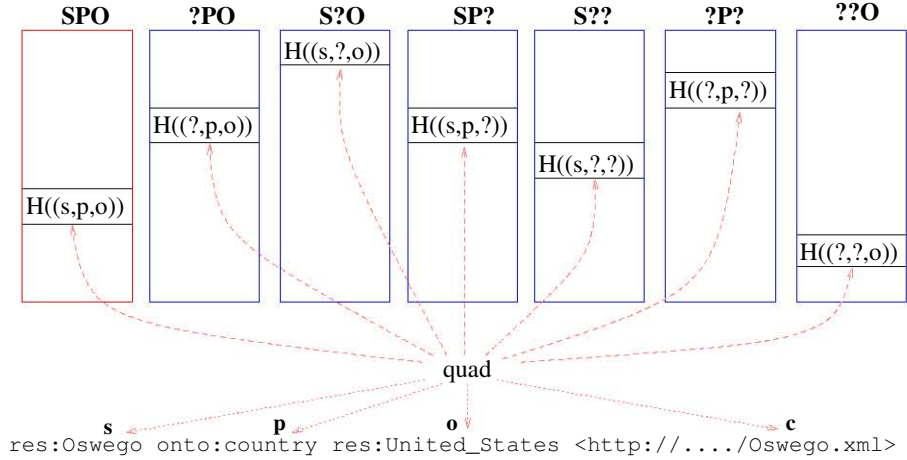 SPO ?PO S?O SP? S?? ?P? ??O
H((s,?,o))
H((?,p,?))
H((?,p,o)) H((s,p,?))
H((s,?,?))
H((s,p,o))
H((?,?,o))
quad
s p o c
res:Oswego onto:country res:United_States <http://..../Oswego.xml>